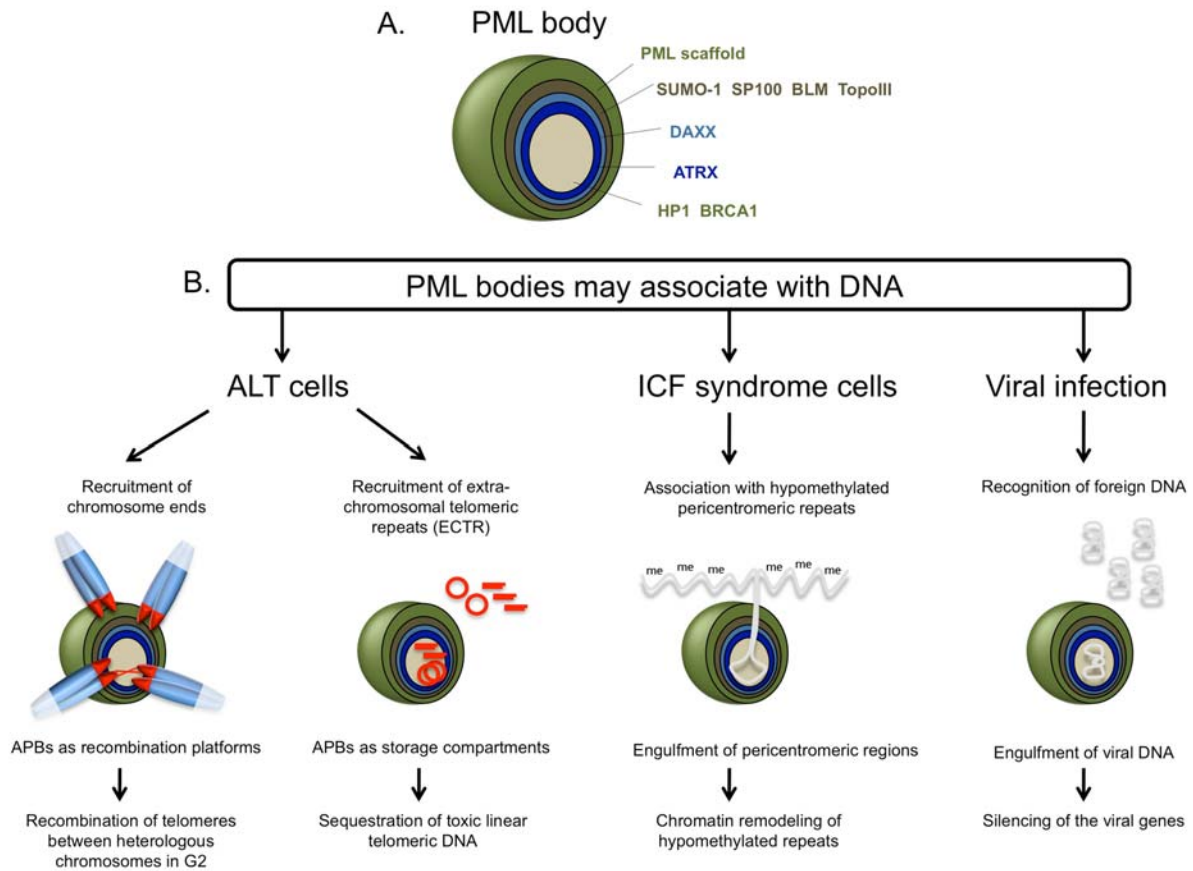 A.
PML body
PML scaffold
SUMO-1 SP100 BLM TopoIII
DAXX
ATRX
HP1 BRCA1
B.
PML bodies may associate with DNA
ALT cells
ICF syndrome cells
Viral infection
Recruitment of
chromosome ends
Recruitment of extra-
chromosomal telomeric
repeats (ECTR)
Association with hypomethylated
pericentromeric repeats
Recognition of foreign DNA
me me me me me me
APBs as recombination platforms
APBs as storage compartments
Engulfment of pericentromeric regions
Engulfment of viral DNA
Recombination of telomeres
between heterologous
chromosomes in G2
Sequestration of toxic linear
telomeric DNA
Chromatin remodeling of
hypomethylated repeats
Silencing of the viral genes